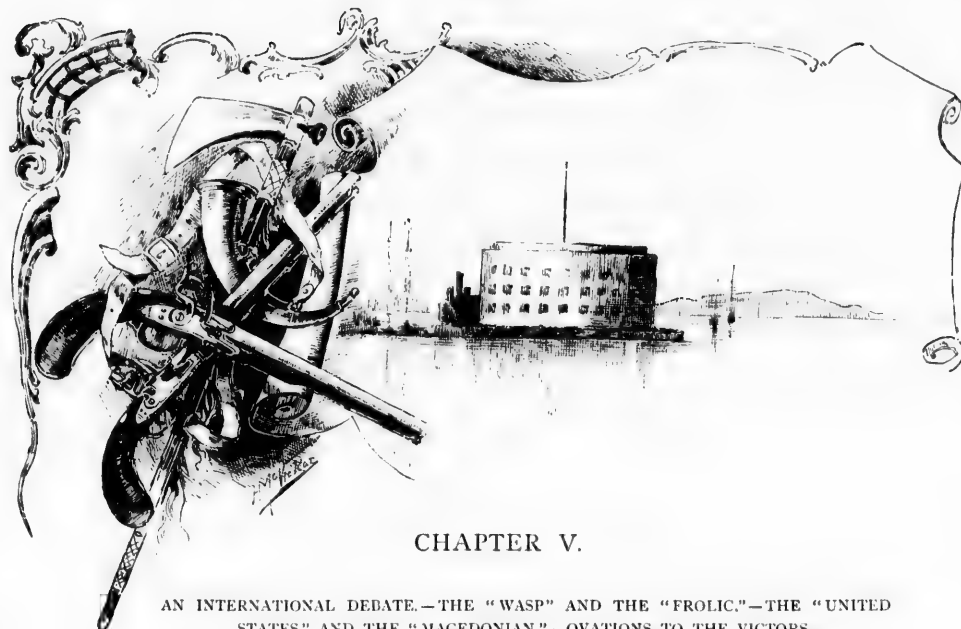 CHAPTER V.
AN INTERNATIONAL DEBATE.—THE "WASP" AND THE "FROLIC."—THE "UNITED
STATES" AND THE "MACEDONIAN."—OVATIONS TO THE VICTORS.